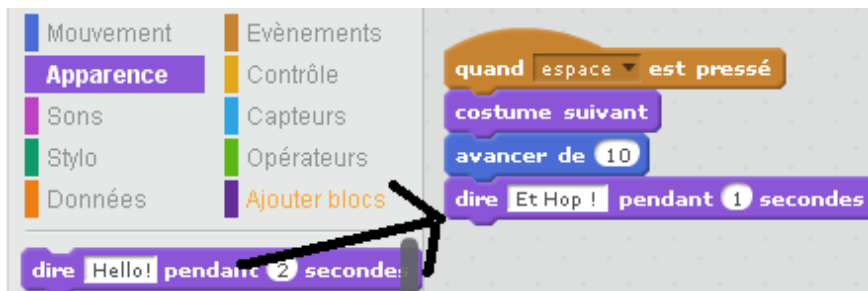 Mouvement
Evènements
Apparence
Contrôle
Sons
Capteurs
Stylo
Opérateurs
Données
Ajouter blocs
dire Hello! pendant 2 secondes
quand espace est pressé
costume suivant
avancer de 10
dire Et Hop ! pendant 1 secondes